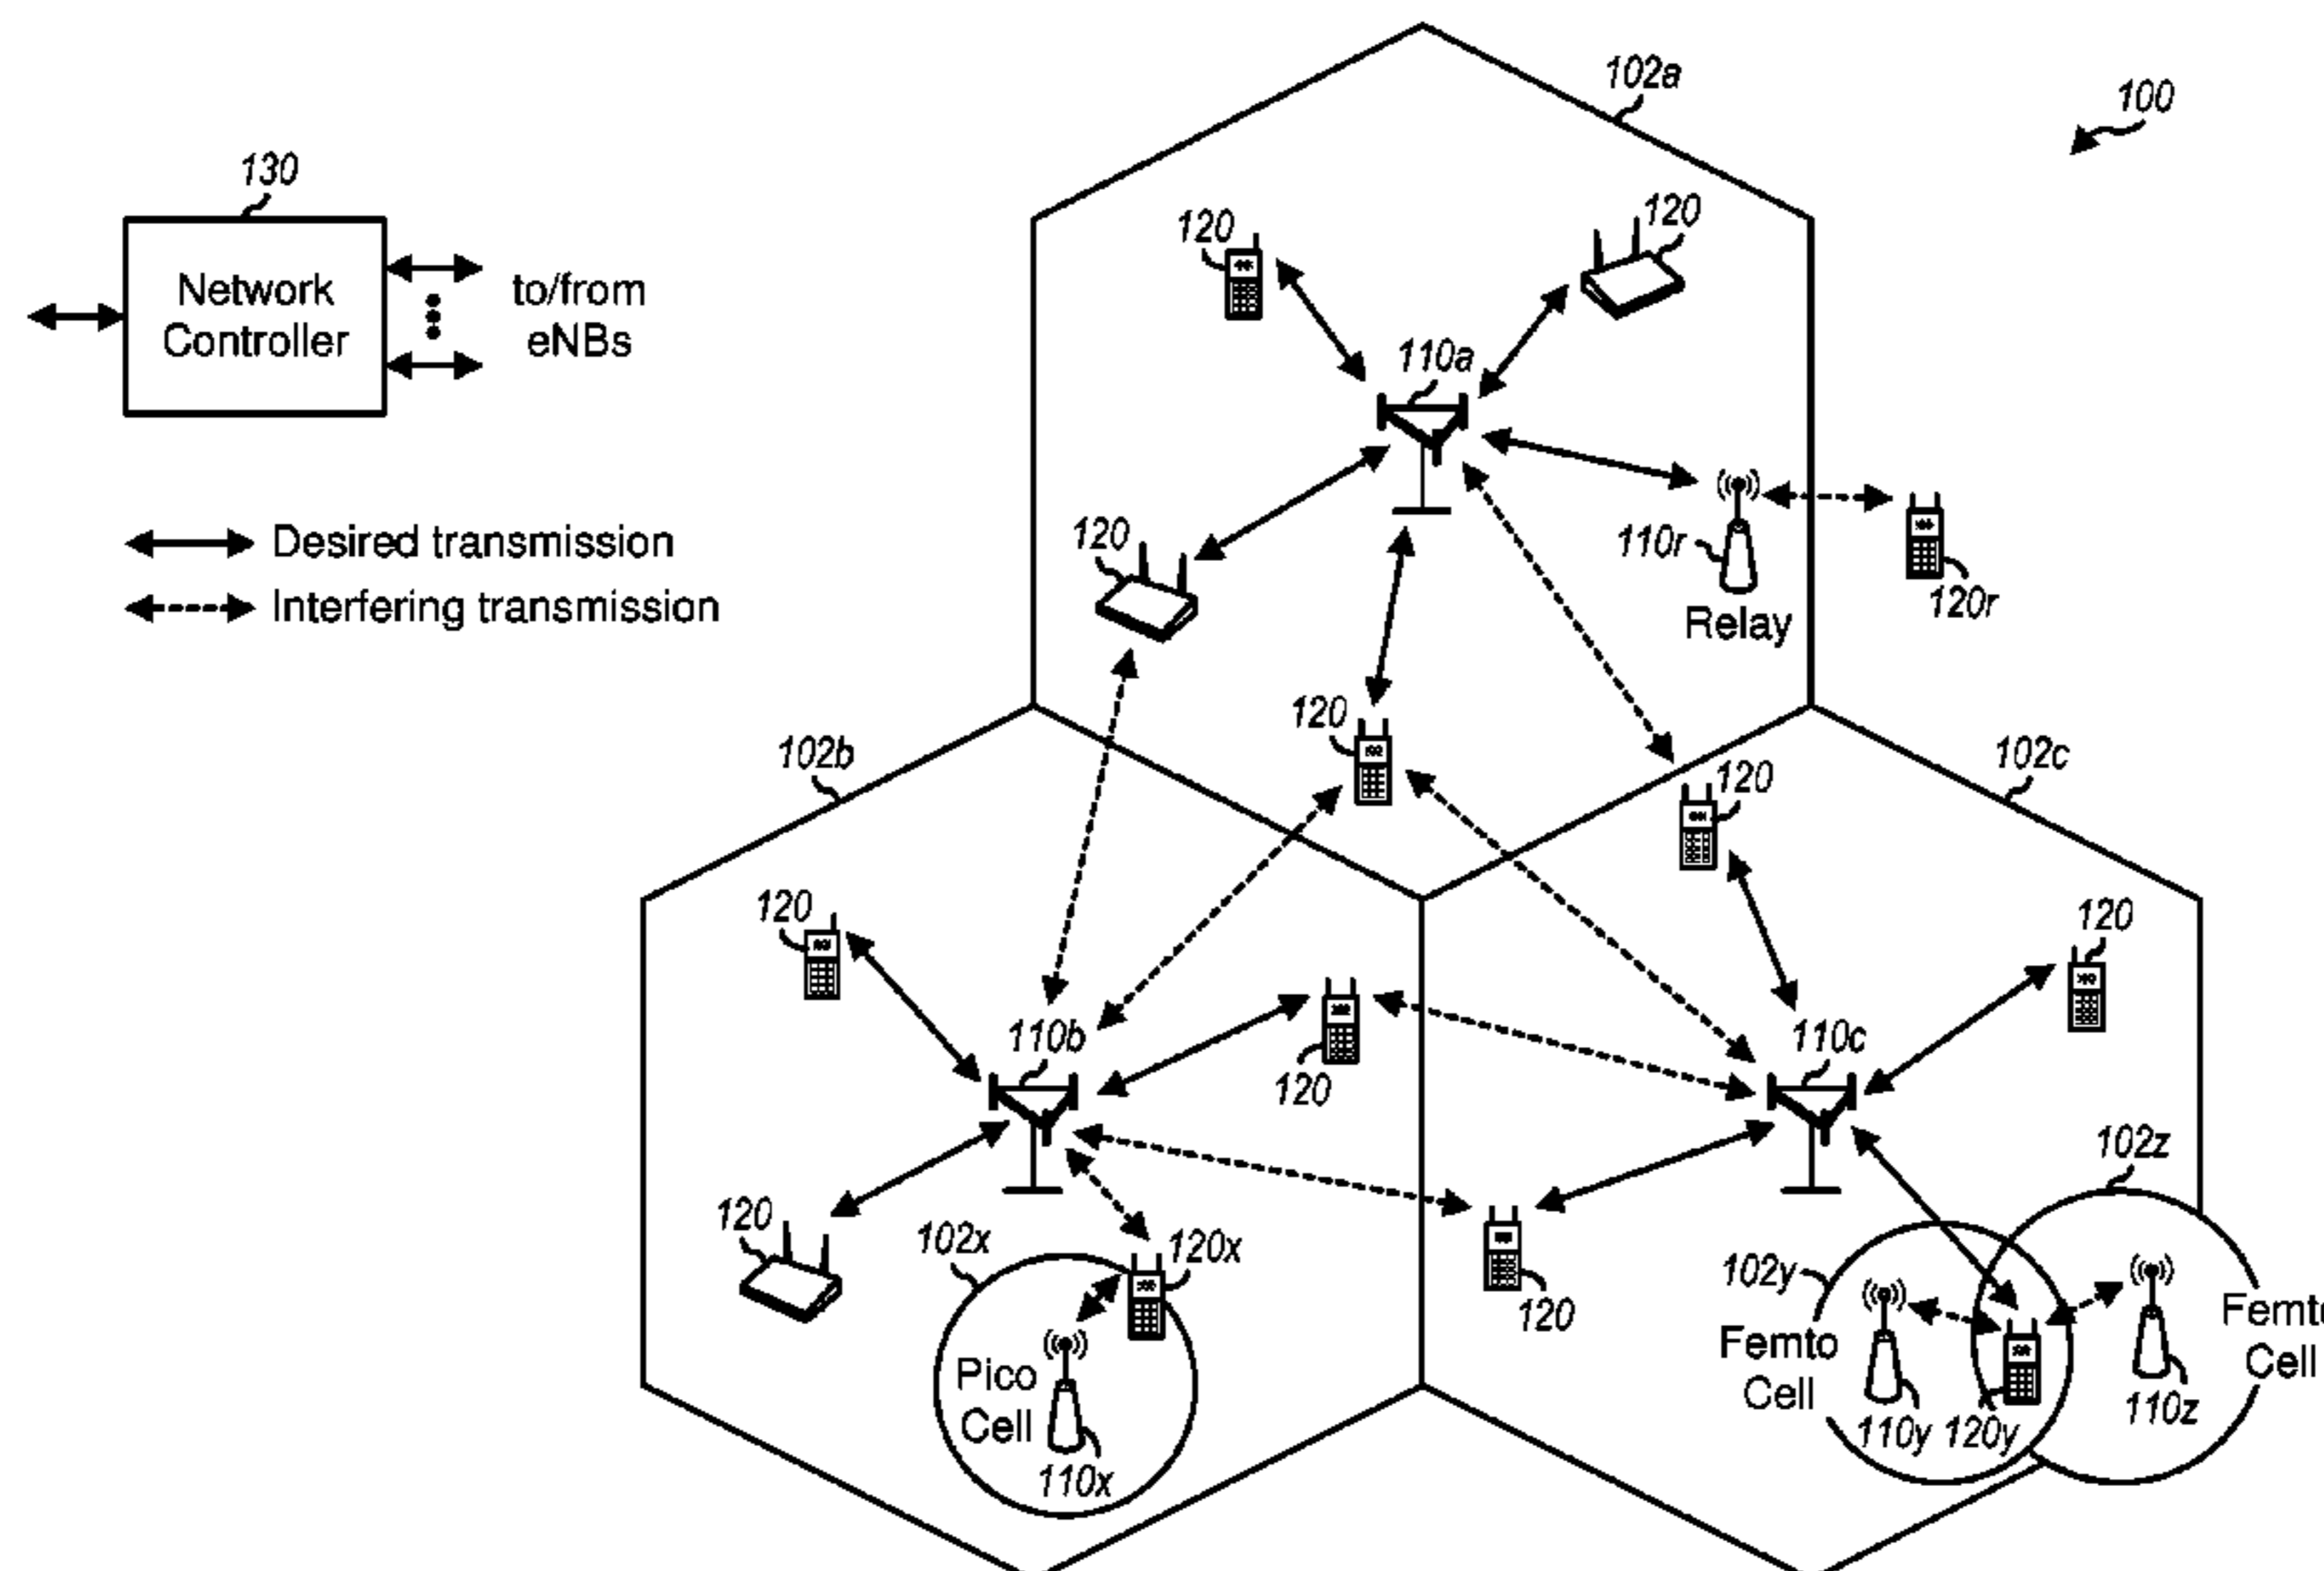 102a
100
130
120
120
Network
Controller
to/from
eNBs
110a
Desired transmission
Interfering transmission
120
110r
Relay
120r
120
102b
102c
120
120
120
110b
120
110c
102z
120
102x
120x
102y
120
Femto
Cell
Pico
Cell
110x
Femto
Cell
110y
120y
110z